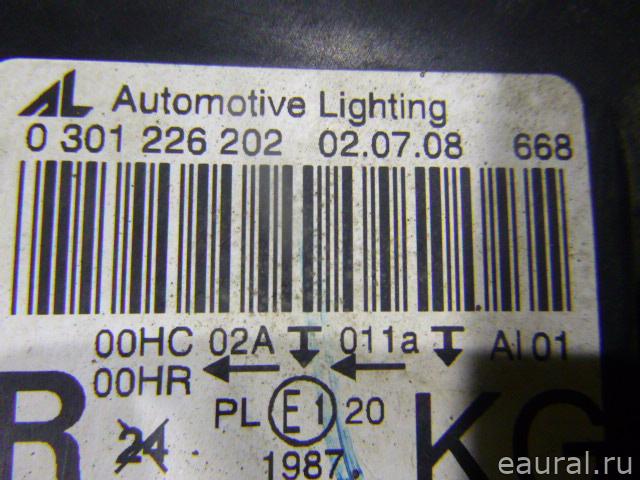 AL Automotive Lighting
0 301 226 202 02.07.08 668
00HC 02A 011a AI 01
00HR
PL E1 20
R 24 1987. KG
eaural.ru